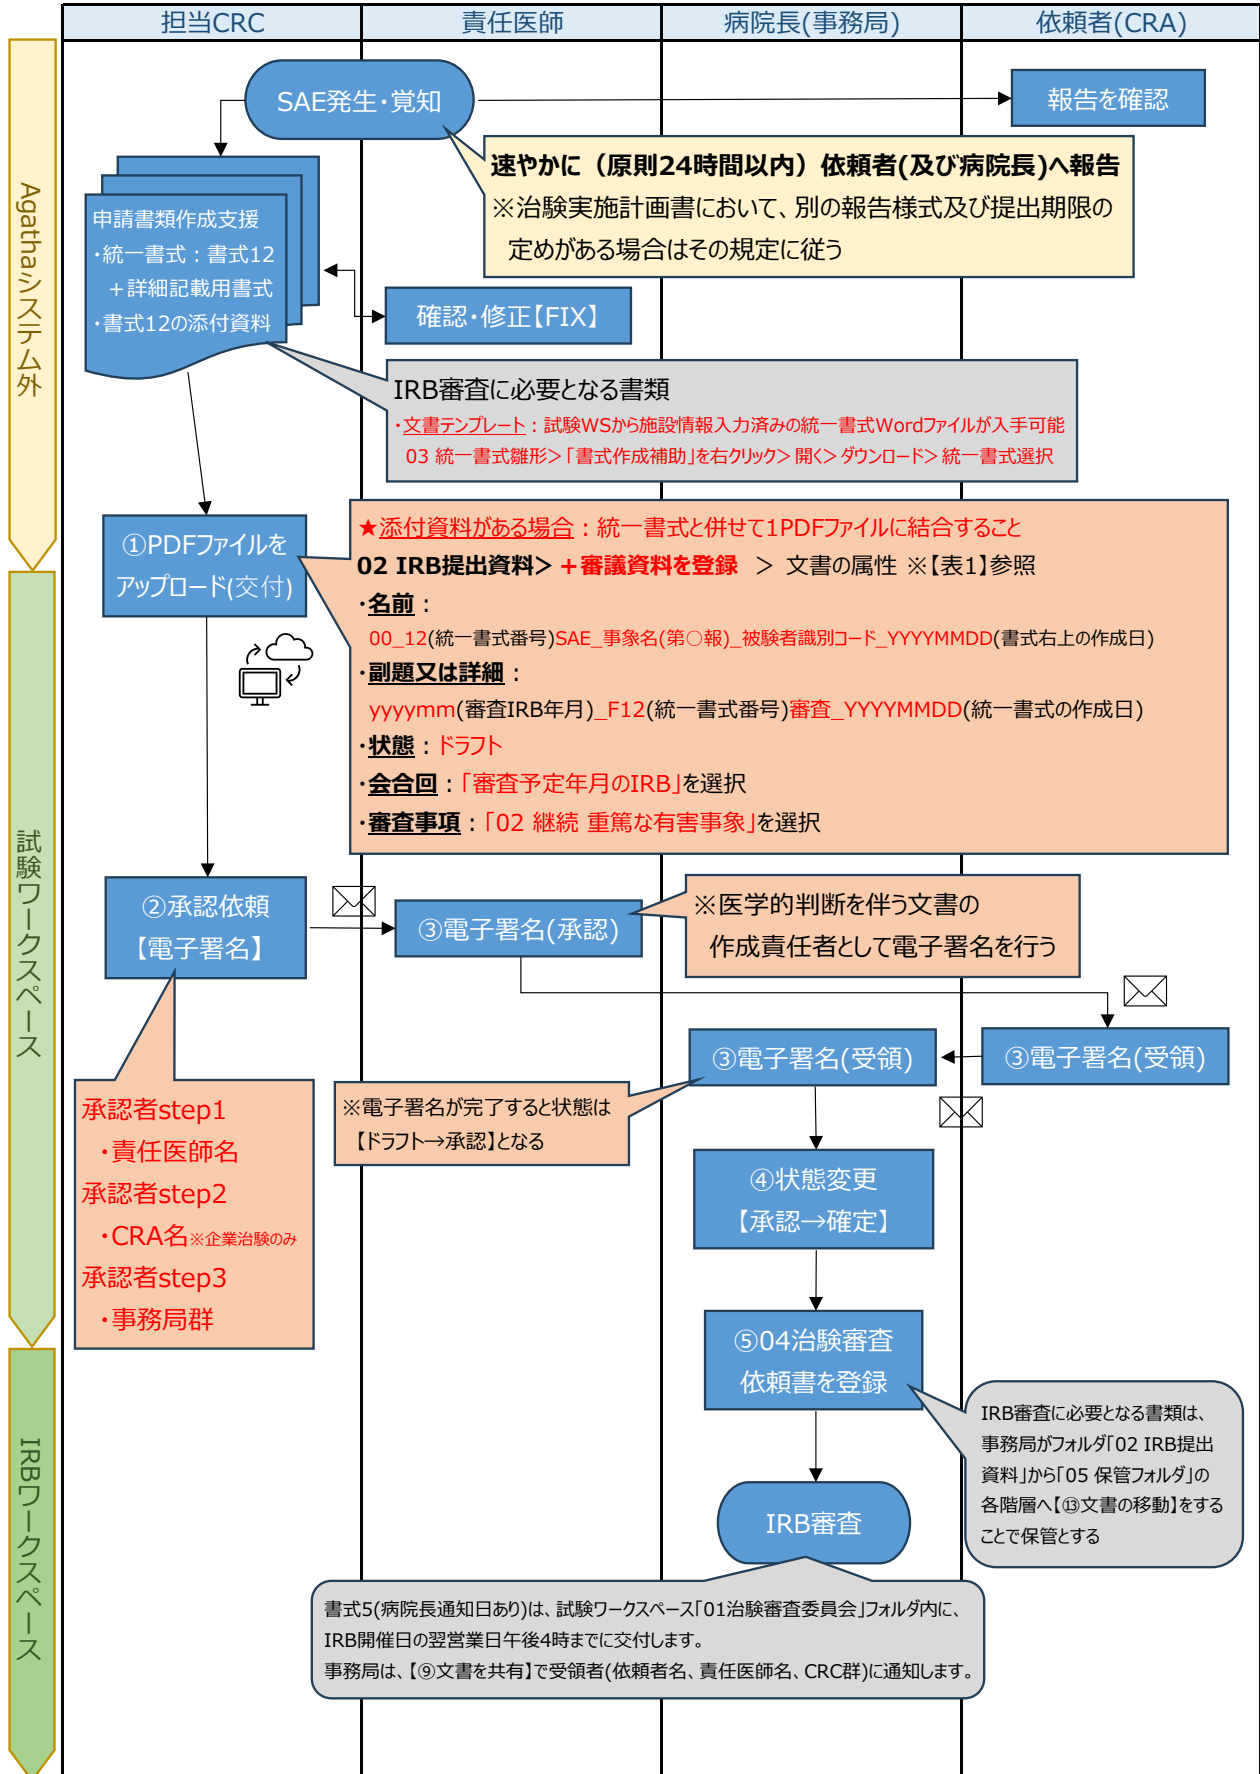 担当CRC
責任医師
病院長(事務局)
依頼者(CRA)
Agathaシステム外
SAE発生・覚知
報告を確認
速やかに（原則24時間以内）依頼者(及び病院長)へ報告
※治験実施計画書において、別の報告様式及び提出期限の
定めがある場合はその規定に従う
申請書類作成支援
・統一書式：書式12
＋詳細記載用書式
・書式12の添付資料
確認・修正【FIX】
IRB審査に必要となる書類
・文書テンプレート：試験WSから施設情報入力済みの統一書式Wordファイルが入手可能
03 統一書式雛形＞「書式作成補助」を右クリック＞開く＞ダウンロード＞統一書式選択
試験ワークスペース
①PDFファイルを
アップロード(交付)
★添付資料がある場合：統一書式と併せて1PDFファイルに結合すること
02 IRB提出資料＞＋審議資料を登録 ＞ 文書の属性 ※【表1】参照
・名前：
00_12(統一書式番号)SAE_事象名(第○報)_被験者識別コード_YYYYMMDD(書式右上の作成日)
・副題又は詳細：
yyyymm(審査IRB年月)_F12(統一書式番号)審査_YYYYMMDD(統一書式の作成日)
・状態：ドラフト
・会合回：「審査予定年月のIRB」を選択
・審査事項：「02 継続 重篤な有害事象」を選択
②承認依頼
【電子署名】
③電子署名(承認)
※医学的判断を伴う文書の
作成責任者として電子署名を行う
③電子署名(受領)
③電子署名(受領)
※電子署名が完了すると状態は
【ドラフト→承認】となる
承認者step1
・責任医師名
承認者step2
・CRA名※企業治験のみ
承認者step3
・事務局群
④状態変更
【承認→確定】
⑤04治験審査
依頼書を登録
IRBワークスペース
IRB審査に必要となる書類は、
事務局がフォルダ「02 IRB提出
資料」から「05 保管フォルダ」の
各階層へ【⑬文書の移動】をする
ことで保管とする
IRB審査
書式5(病院長通知日あり)は、試験ワークスペース「01治験審査委員会」フォルダ内に、
IRB開催日の翌営業日午後4時までに交付します。
事務局は、【⑨文書を共有】で受領者(依頼者名、責任医師名、CRC群)に通知します。